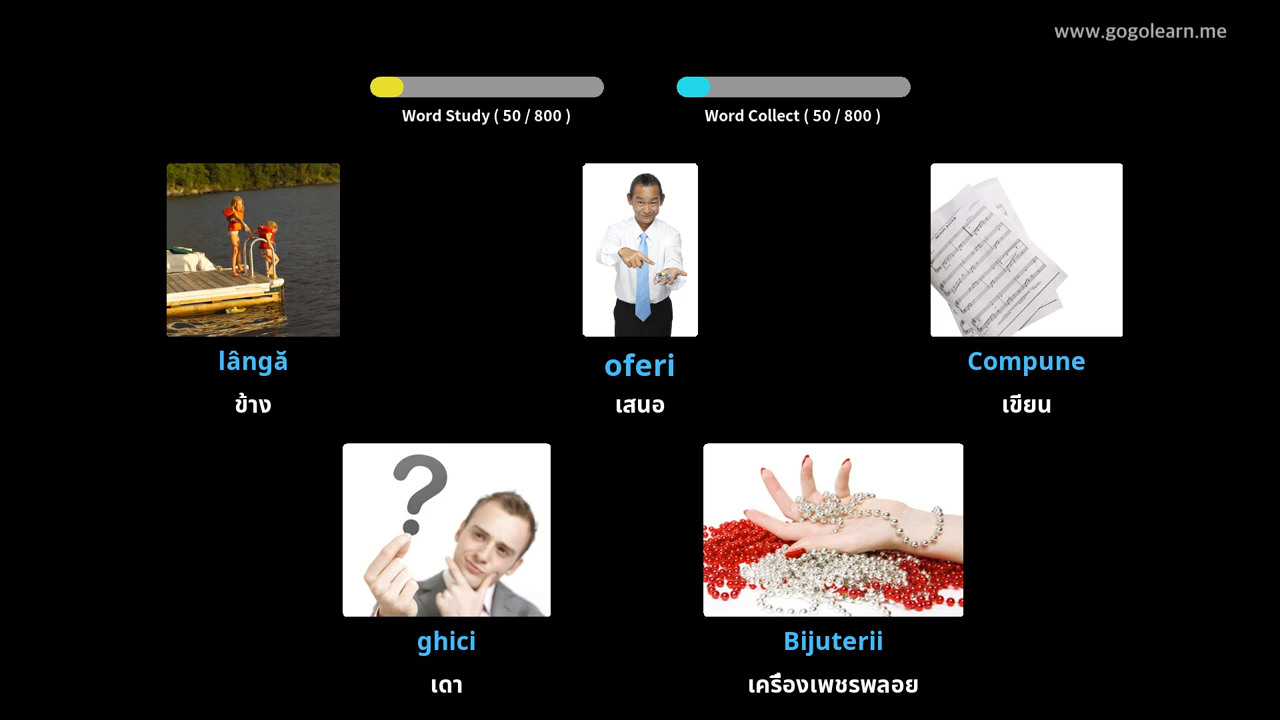 www.gogolearn.me
Word Study ( 50 / 800 )
Word Collect ( 50 / 800 )
lângă
oferi
Compune
ข้าง
เสนอ
เขียน
ghici
Bijuterii
เดา
เครื่องเพชรพลอย